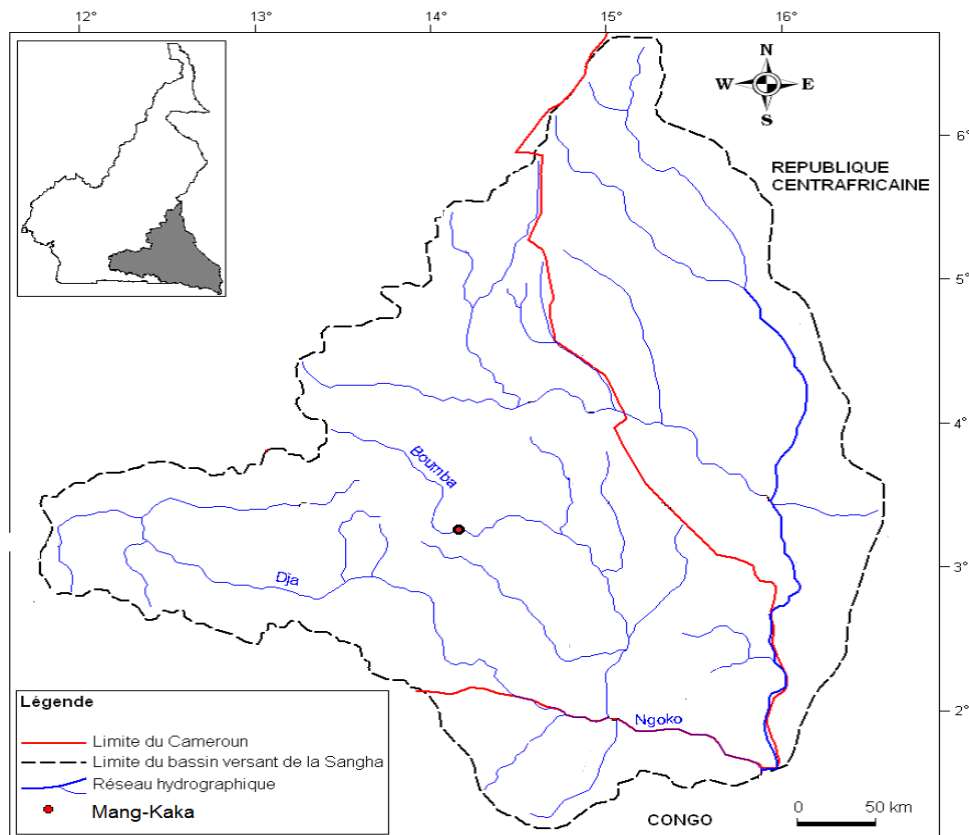 12° 13° 14° 15° 16°
N
W E
S
6°
REPUBLIQUE
CENTRAFRICAINE
5°
4°
Boumba
3°
Dja
Légende
2°
Ngoko
Limite du Cameroun
Limite du bassin versant de la Sangha
Réseau hydrographique
Mang-Kaka
0 50 km
CONGO